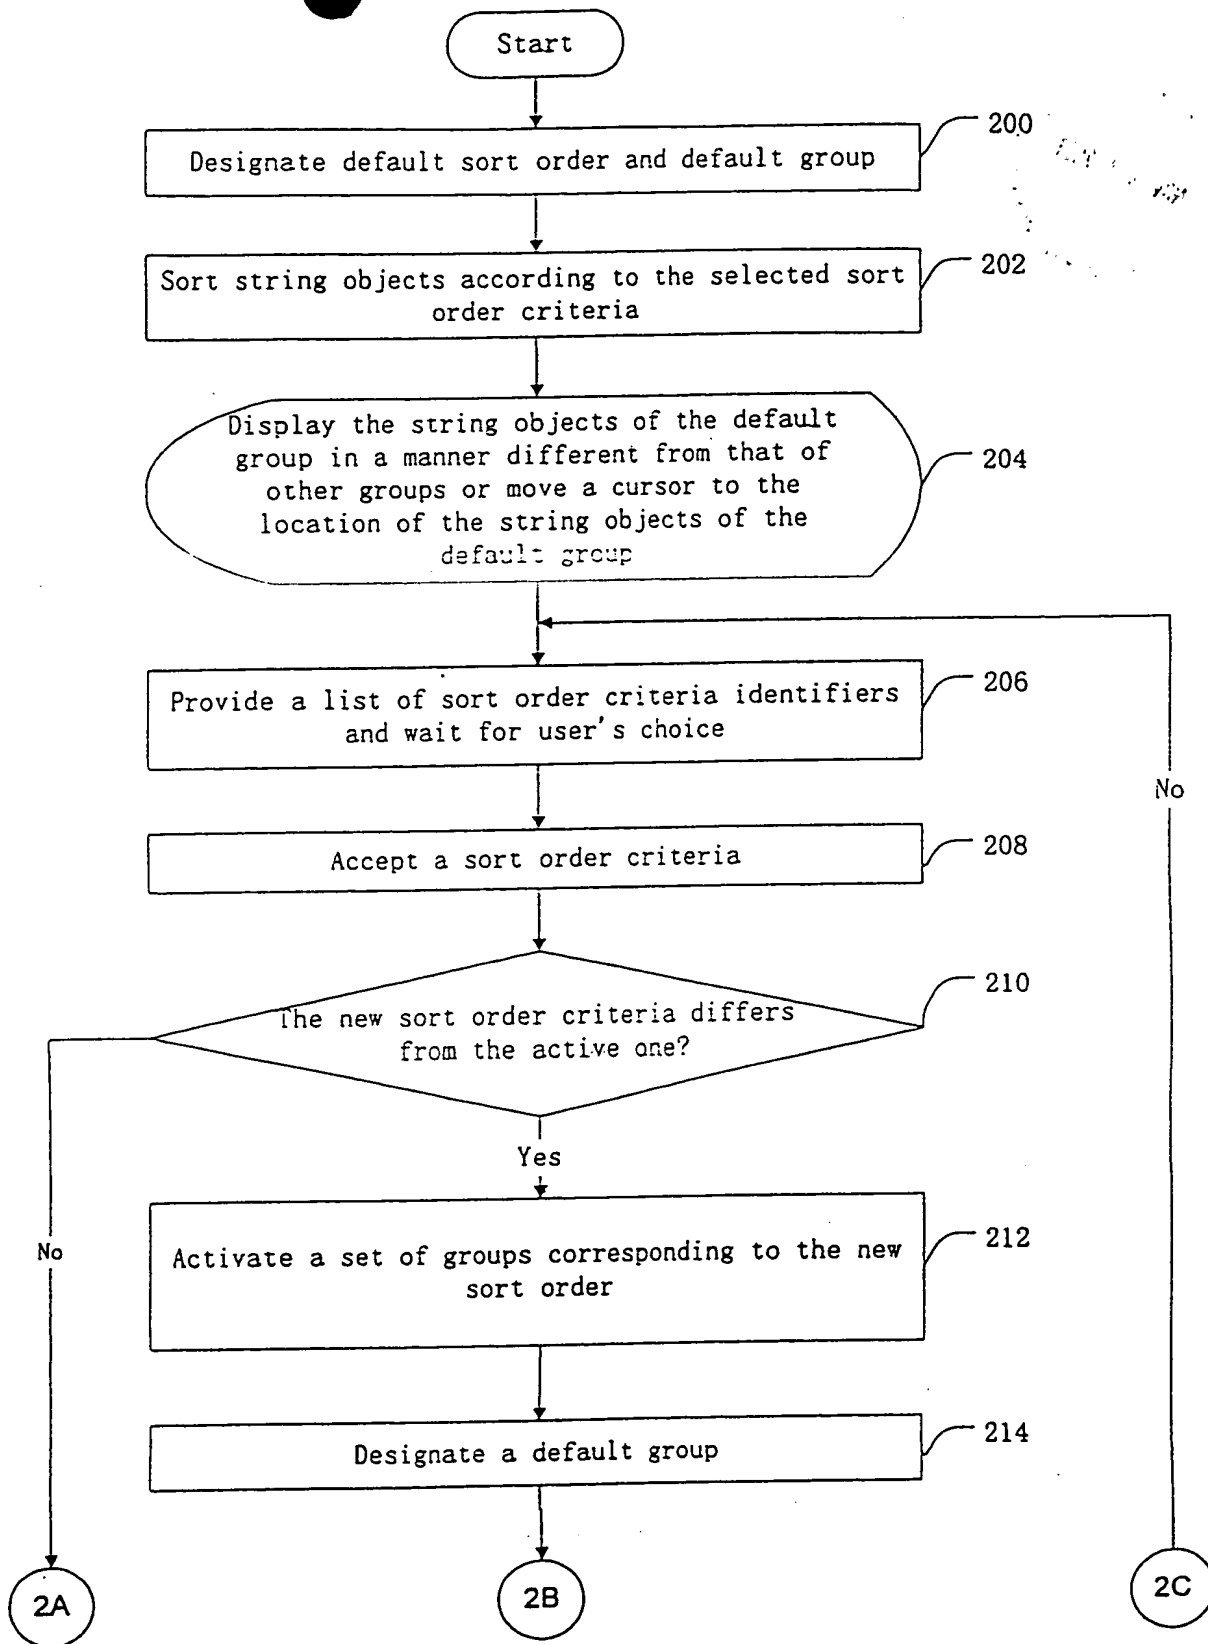 Start
200
Designate default sort order and default group
202
Sort string objects according to the selected sort
order criteria
Display the string objects of the default
group in a manner different from that of
204
other groups or move a cursor to the
location of the string objects of the
default group
206
Provide a list of sort order criteria identifiers
and wait for user's choice
No
208
Accept a sort order criteria
210
The new sort order criteria differs
from the active one?
Yes
No
212
Activate a set of groups corresponding to the new
sort order
214
Designate a default group
2A
2B
2C